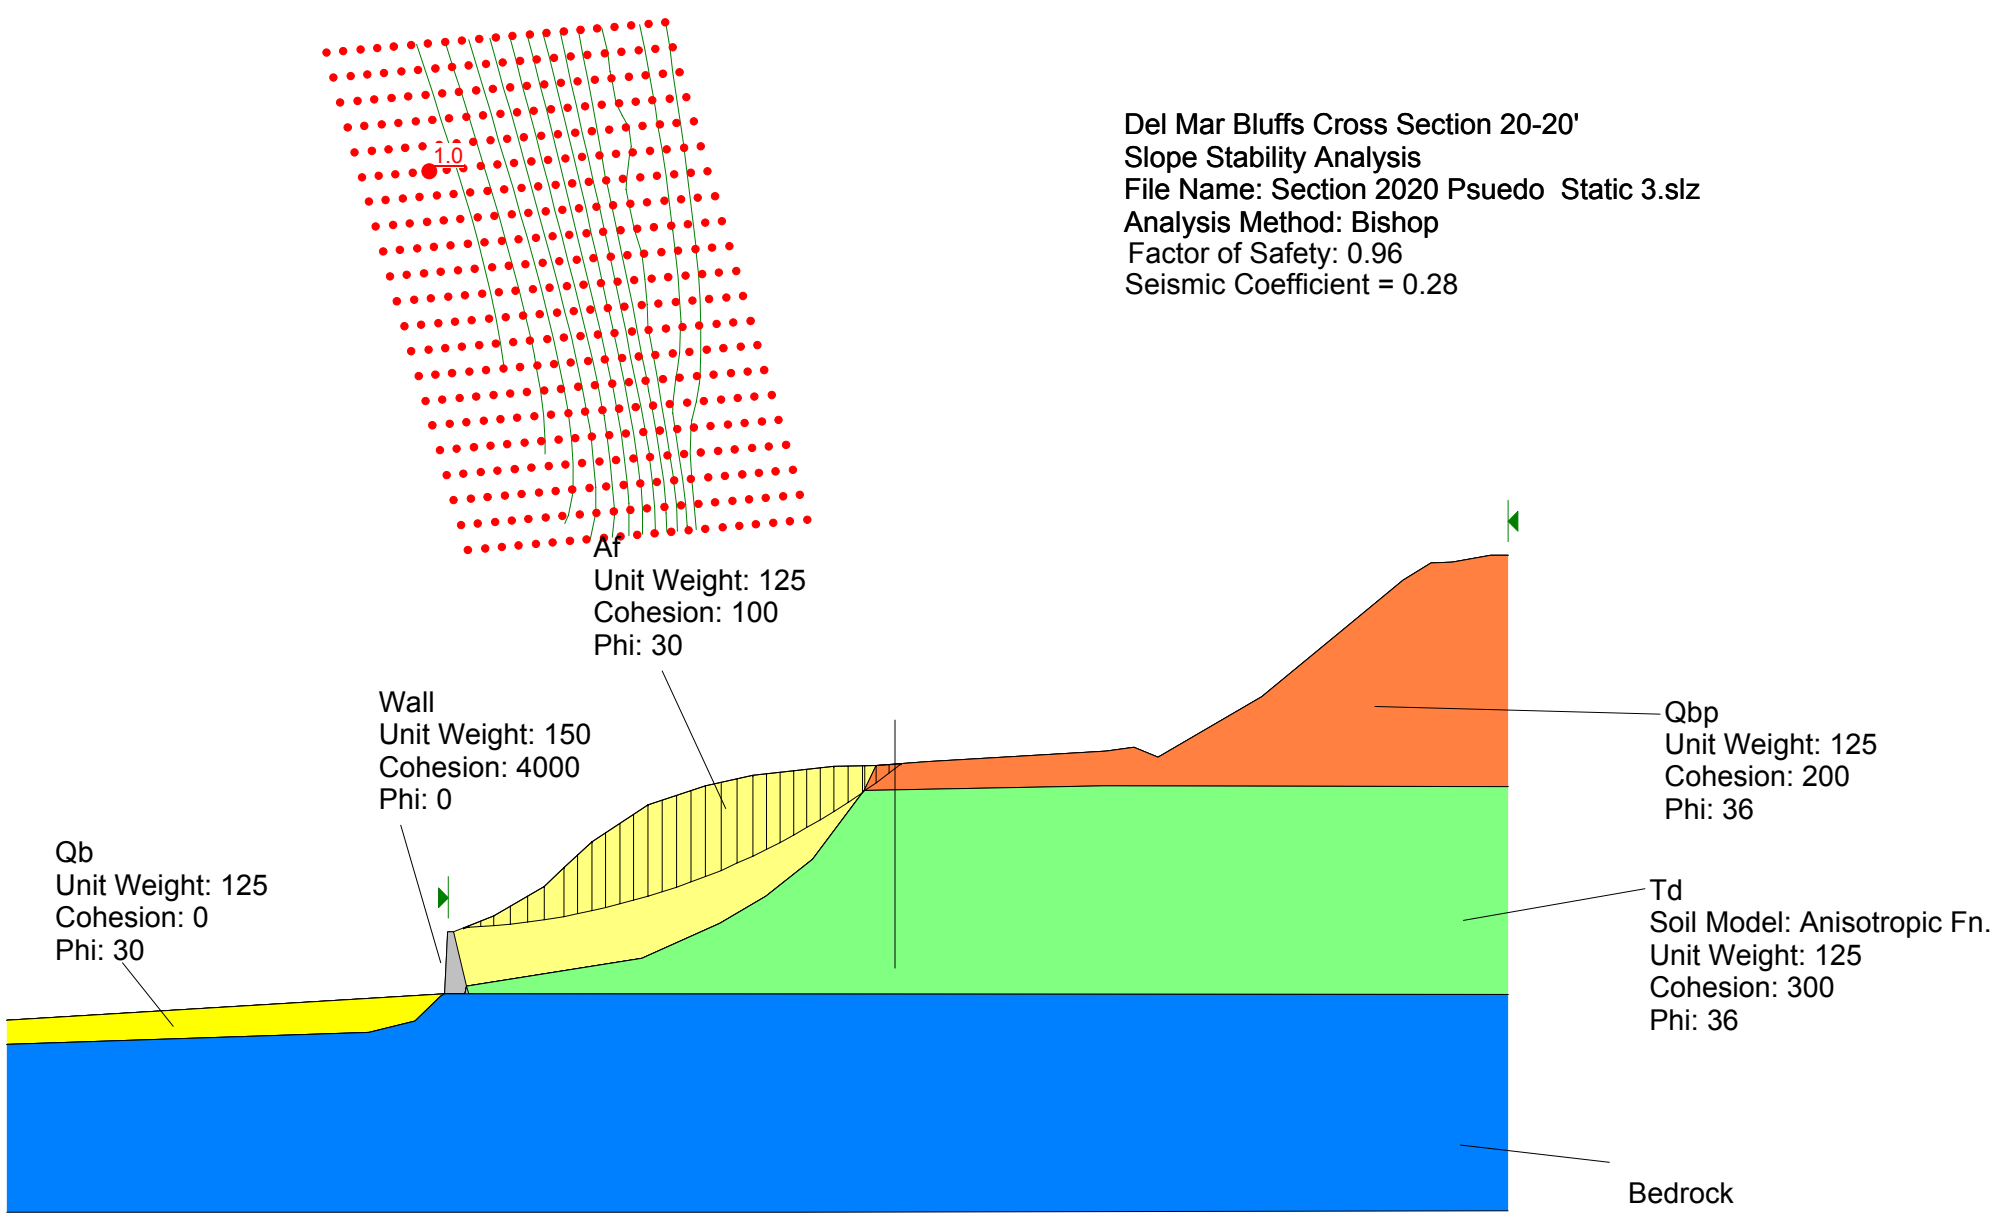 1.0
Del Mar Bluffs Cross Section 20-20'
Slope Stability Analysis
File Name: Section 2020 Psuedo  Static 3.slz
Analysis Method: Bishop
Factor of Safety: 0.96
Seismic Coefficient = 0.28
Af
Unit Weight: 125
Cohesion: 100
Phi: 30
Wall
Unit Weight: 150
Cohesion: 4000
Phi: 0
Qbp
Unit Weight: 125
Cohesion: 200
Phi: 36
Qb
Unit Weight: 125
Cohesion: 0
Phi: 30
Td
Soil Model: Anisotropic Fn.
Unit Weight: 125
Cohesion: 300
Phi: 36
Bedrock